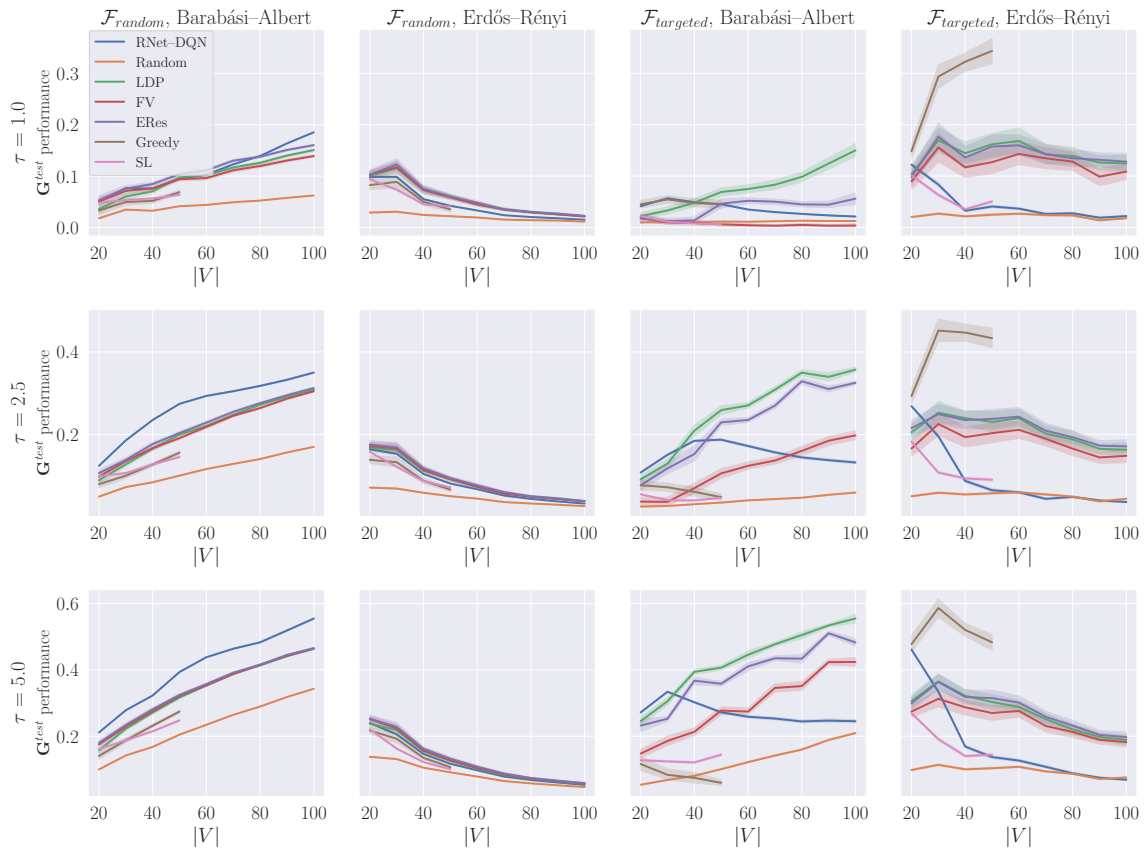 𝓕random, Barabási–Albert
𝓕random, Erdős–Rényi
𝓕targeted, Barabási–Albert
𝓕targeted, Erdős–Rényi
RNet–DQN
Random
LDP
FV
ERes
Greedy
SL
τ = 1.0
G^test performance
0.3
0.2
0.1
0.0
20 40 60 80 100
|V|
20 40 60 80 100
|V|
20 40 60 80 100
|V|
20 40 60 80 100
|V|
τ = 2.5
G^test performance
0.4
0.2
20 40 60 80 100
|V|
20 40 60 80 100
|V|
20 40 60 80 100
|V|
20 40 60 80 100
|V|
τ = 5.0
G^test performance
0.6
0.4
0.2
20 40 60 80 100
|V|
20 40 60 80 100
|V|
20 40 60 80 100
|V|
20 40 60 80 100
|V|